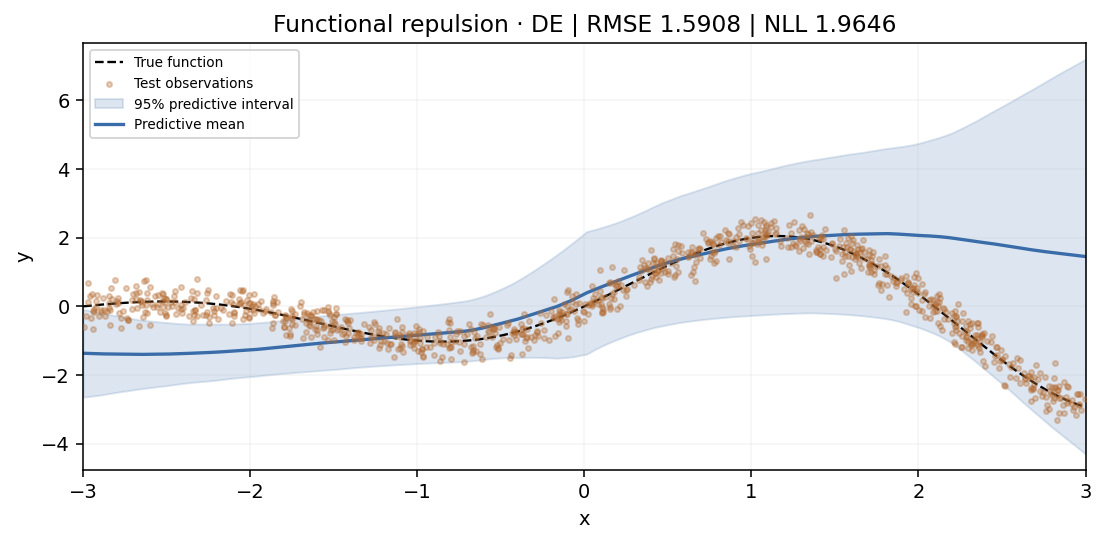 Functional repulsion · DE | RMSE 1.5908 | NLL 1.9646
True function
Test observations
95% predictive interval
Predictive mean
y
6
4
2
0
−2
−4
−3
−2
−1
0
1
2
3
x